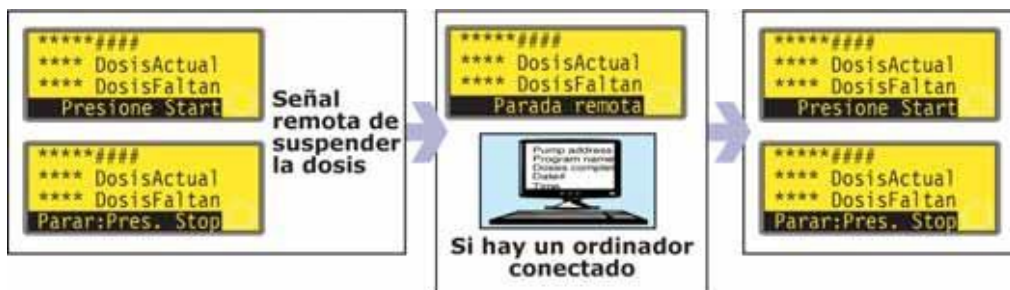 *****####
**** DosisActual
**** DosisFaltan
Presione Start
*****####
**** DosisActual
**** DosisFaltan
Parar:Pres. Stop
Señal
remota de
suspender
la dosis
*****####
**** DosisActual
**** DosisFaltan
Parada remota
Pump address
Program name
Dosis complet
Date#
Time
Si hay un ordinador
conectado
*****####
**** DosisActual
**** DosisFaltan
Presione Start
*****####
**** DosisActual
**** DosisFaltan
Parar:Pres. Stop